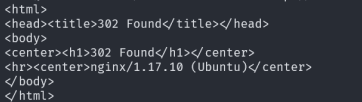 <html>
<head><title>302 Found</title></head>
<body>
<center><h1>302 Found</h1></center>
<hr><center>nginx/1.17.10 (Ubuntu)</center>
</body>
</html>